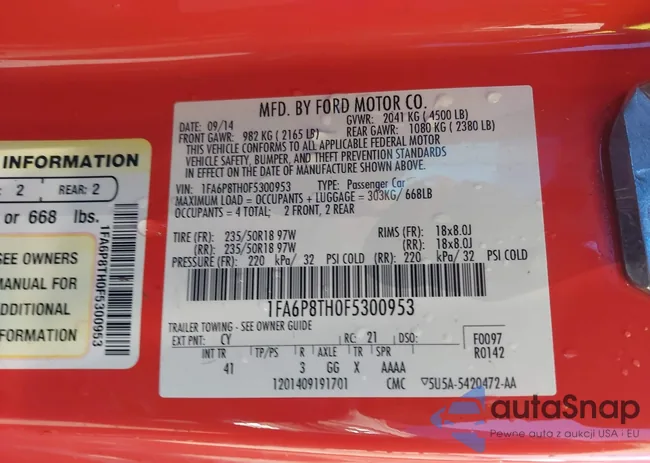 INFORMATION
: 2 REAR: 2
or 668 lbs.
SEE OWNERS
MANUAL FOR
ADDITIONAL
INFORMATION
1FA6P8TH0F5300953
MFD. BY FORD MOTOR CO.
DATE: 09/14 GVWR: 2041 KG ( 4500 LB)
FRONT GAWR: 982 KG ( 2165 LB) REAR GAWR: 1080 KG ( 2380 LB)
THIS VEHICLE CONFORMS TO ALL APPLICABLE FEDERAL MOTOR
VEHICLE SAFETY, BUMPER, AND THEFT PREVENTION STANDARDS
IN EFFECT ON THE DATE OF MANUFACTURE SHOWN ABOVE.
VIN: 1FA6P8TH0F5300953 TYPE: Passenger Car
MAXIMUM LOAD = OCCUPANTS + LUGGAGE = 303KG/ 668LB
OCCUPANTS = 4 TOTAL; 2 FRONT, 2 REAR
TIRE (FR): 235/50R18 97W RIMS (FR): 18x8.0J
(RR): 235/50R18 97W (RR): 18x8.0J
PRESSURE (FR): 220 kPa/ 32 PSI COLD (RR): 220 kPa/ 32 PSI COLD
1FA6P8TH0F5300953
TRAILER TOWING - SEE OWNER GUIDE
EXT PNT: CY RC: 21 DSO: F0097
R0142
INT TR TP/PS R AXLE TR SPR
41 3 GG X AAAA
1201409191701 CMC ▽5U5A-5420472-AA
autoSnap
Pewne auta z aukcji USA i EU